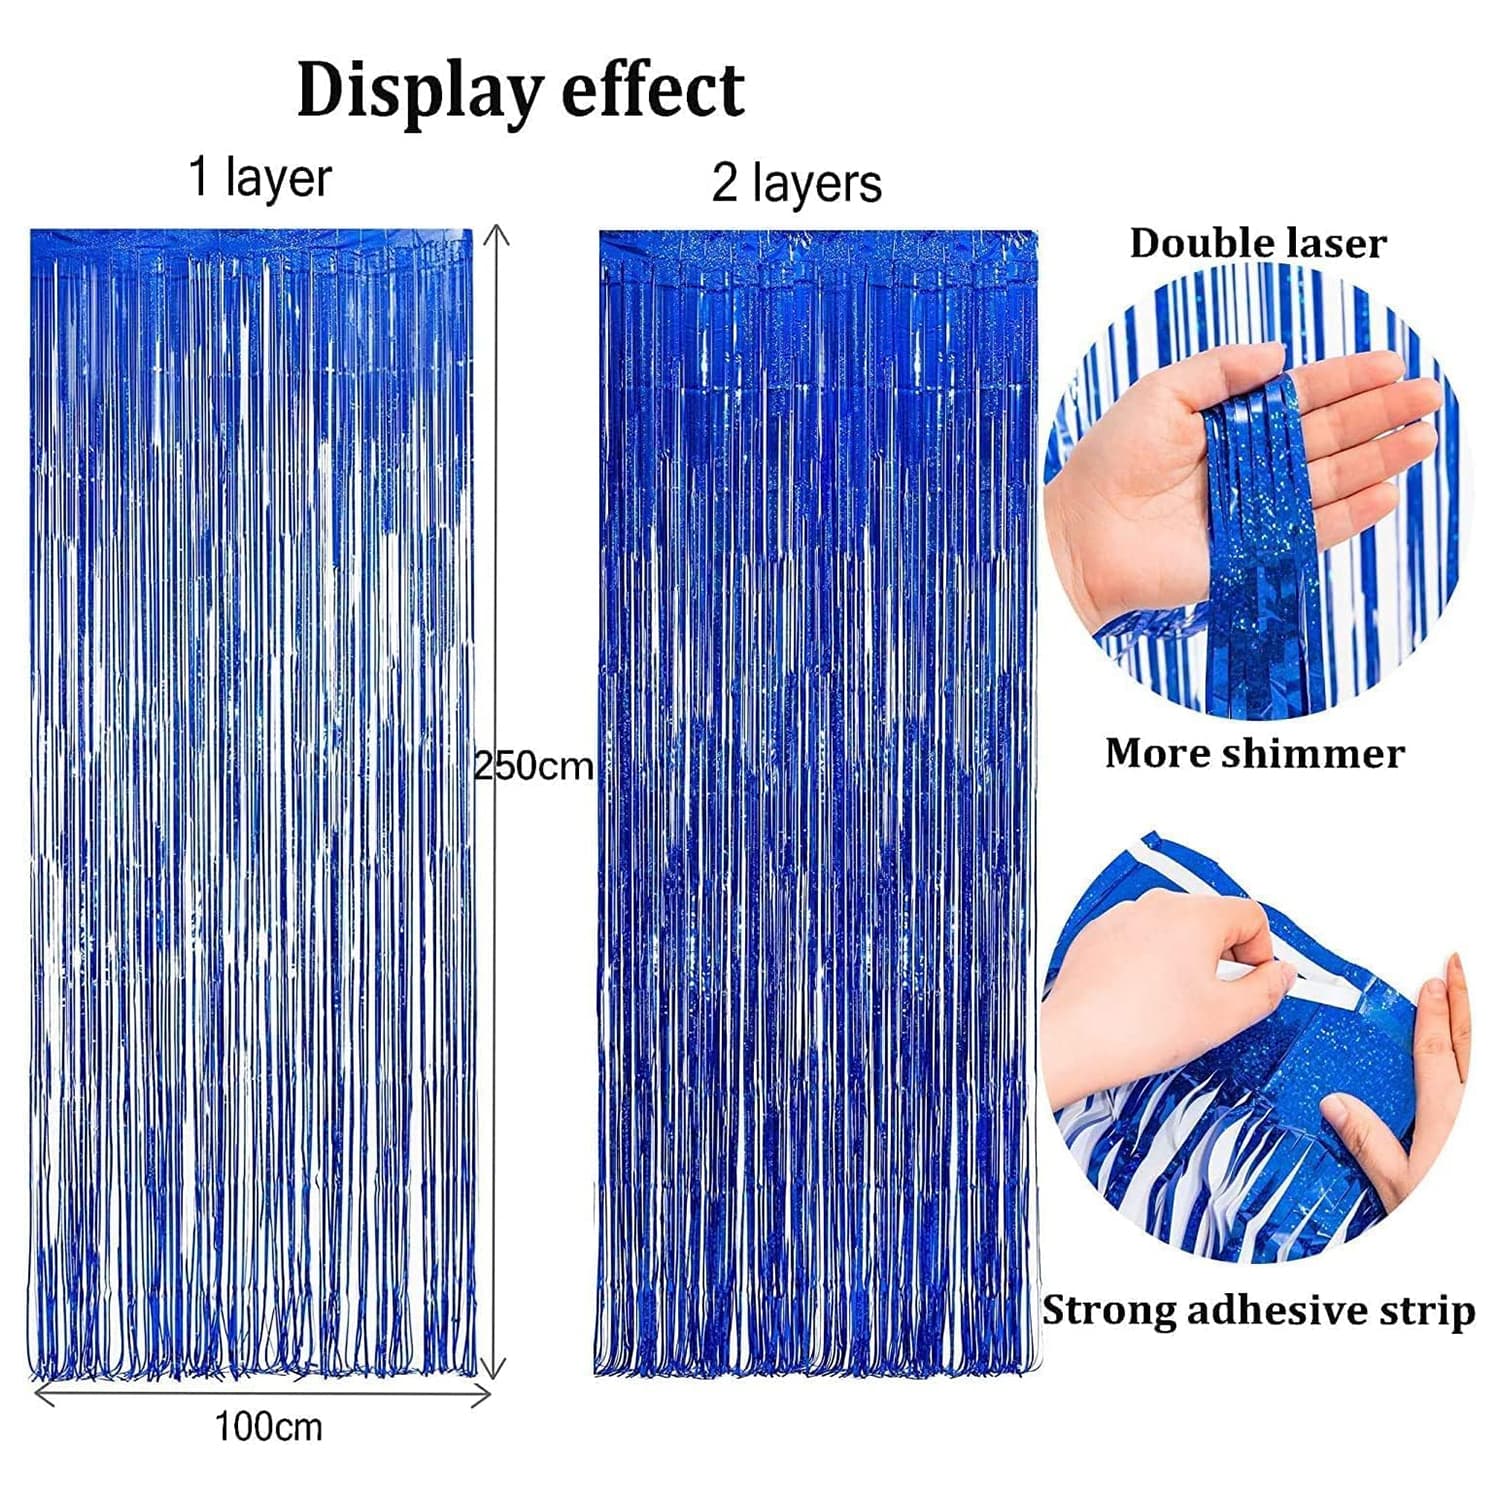 Display effect
1 layer
2 layers
Double laser
250cm
More shimmer
Strong adhesive strip
100cm